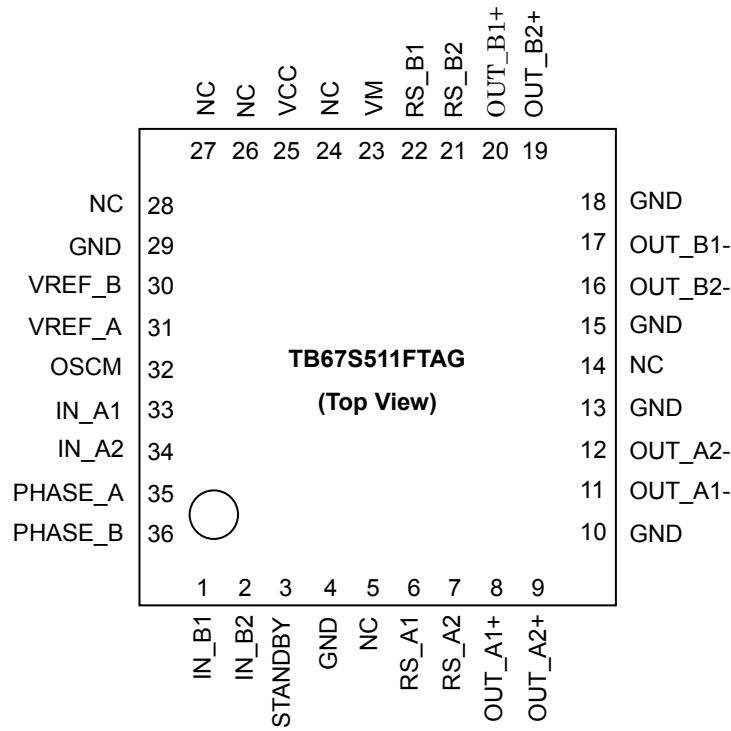 NC
NC
VCC
NC
VM
RS_B1
RS_B2
OUT_B1+
OUT_B2+
27 26 25 24 23 22 21 20 19
NC 28
GND 29
VREF_B 30
VREF_A 31
OSCM 32
IN_A1 33
IN_A2 34
PHASE_A 35
PHASE_B 36
TB67S511FTAG
(Top View)
18 GND
17 OUT_B1-
16 OUT_B2-
15 GND
14 NC
13 GND
12 OUT_A2-
11 OUT_A1-
10 GND
1 2 3 4 5 6 7 8 9
IN_B1
IN_B2
STANDBY
GND
NC
RS_A1
RS_A2
OUT_A1+
OUT_A2+